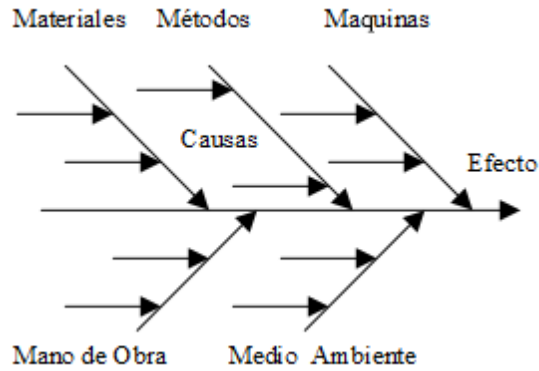 Materiales Métodos Maquinas
Causas
Efecto
Mano de Obra Medio Ambiente